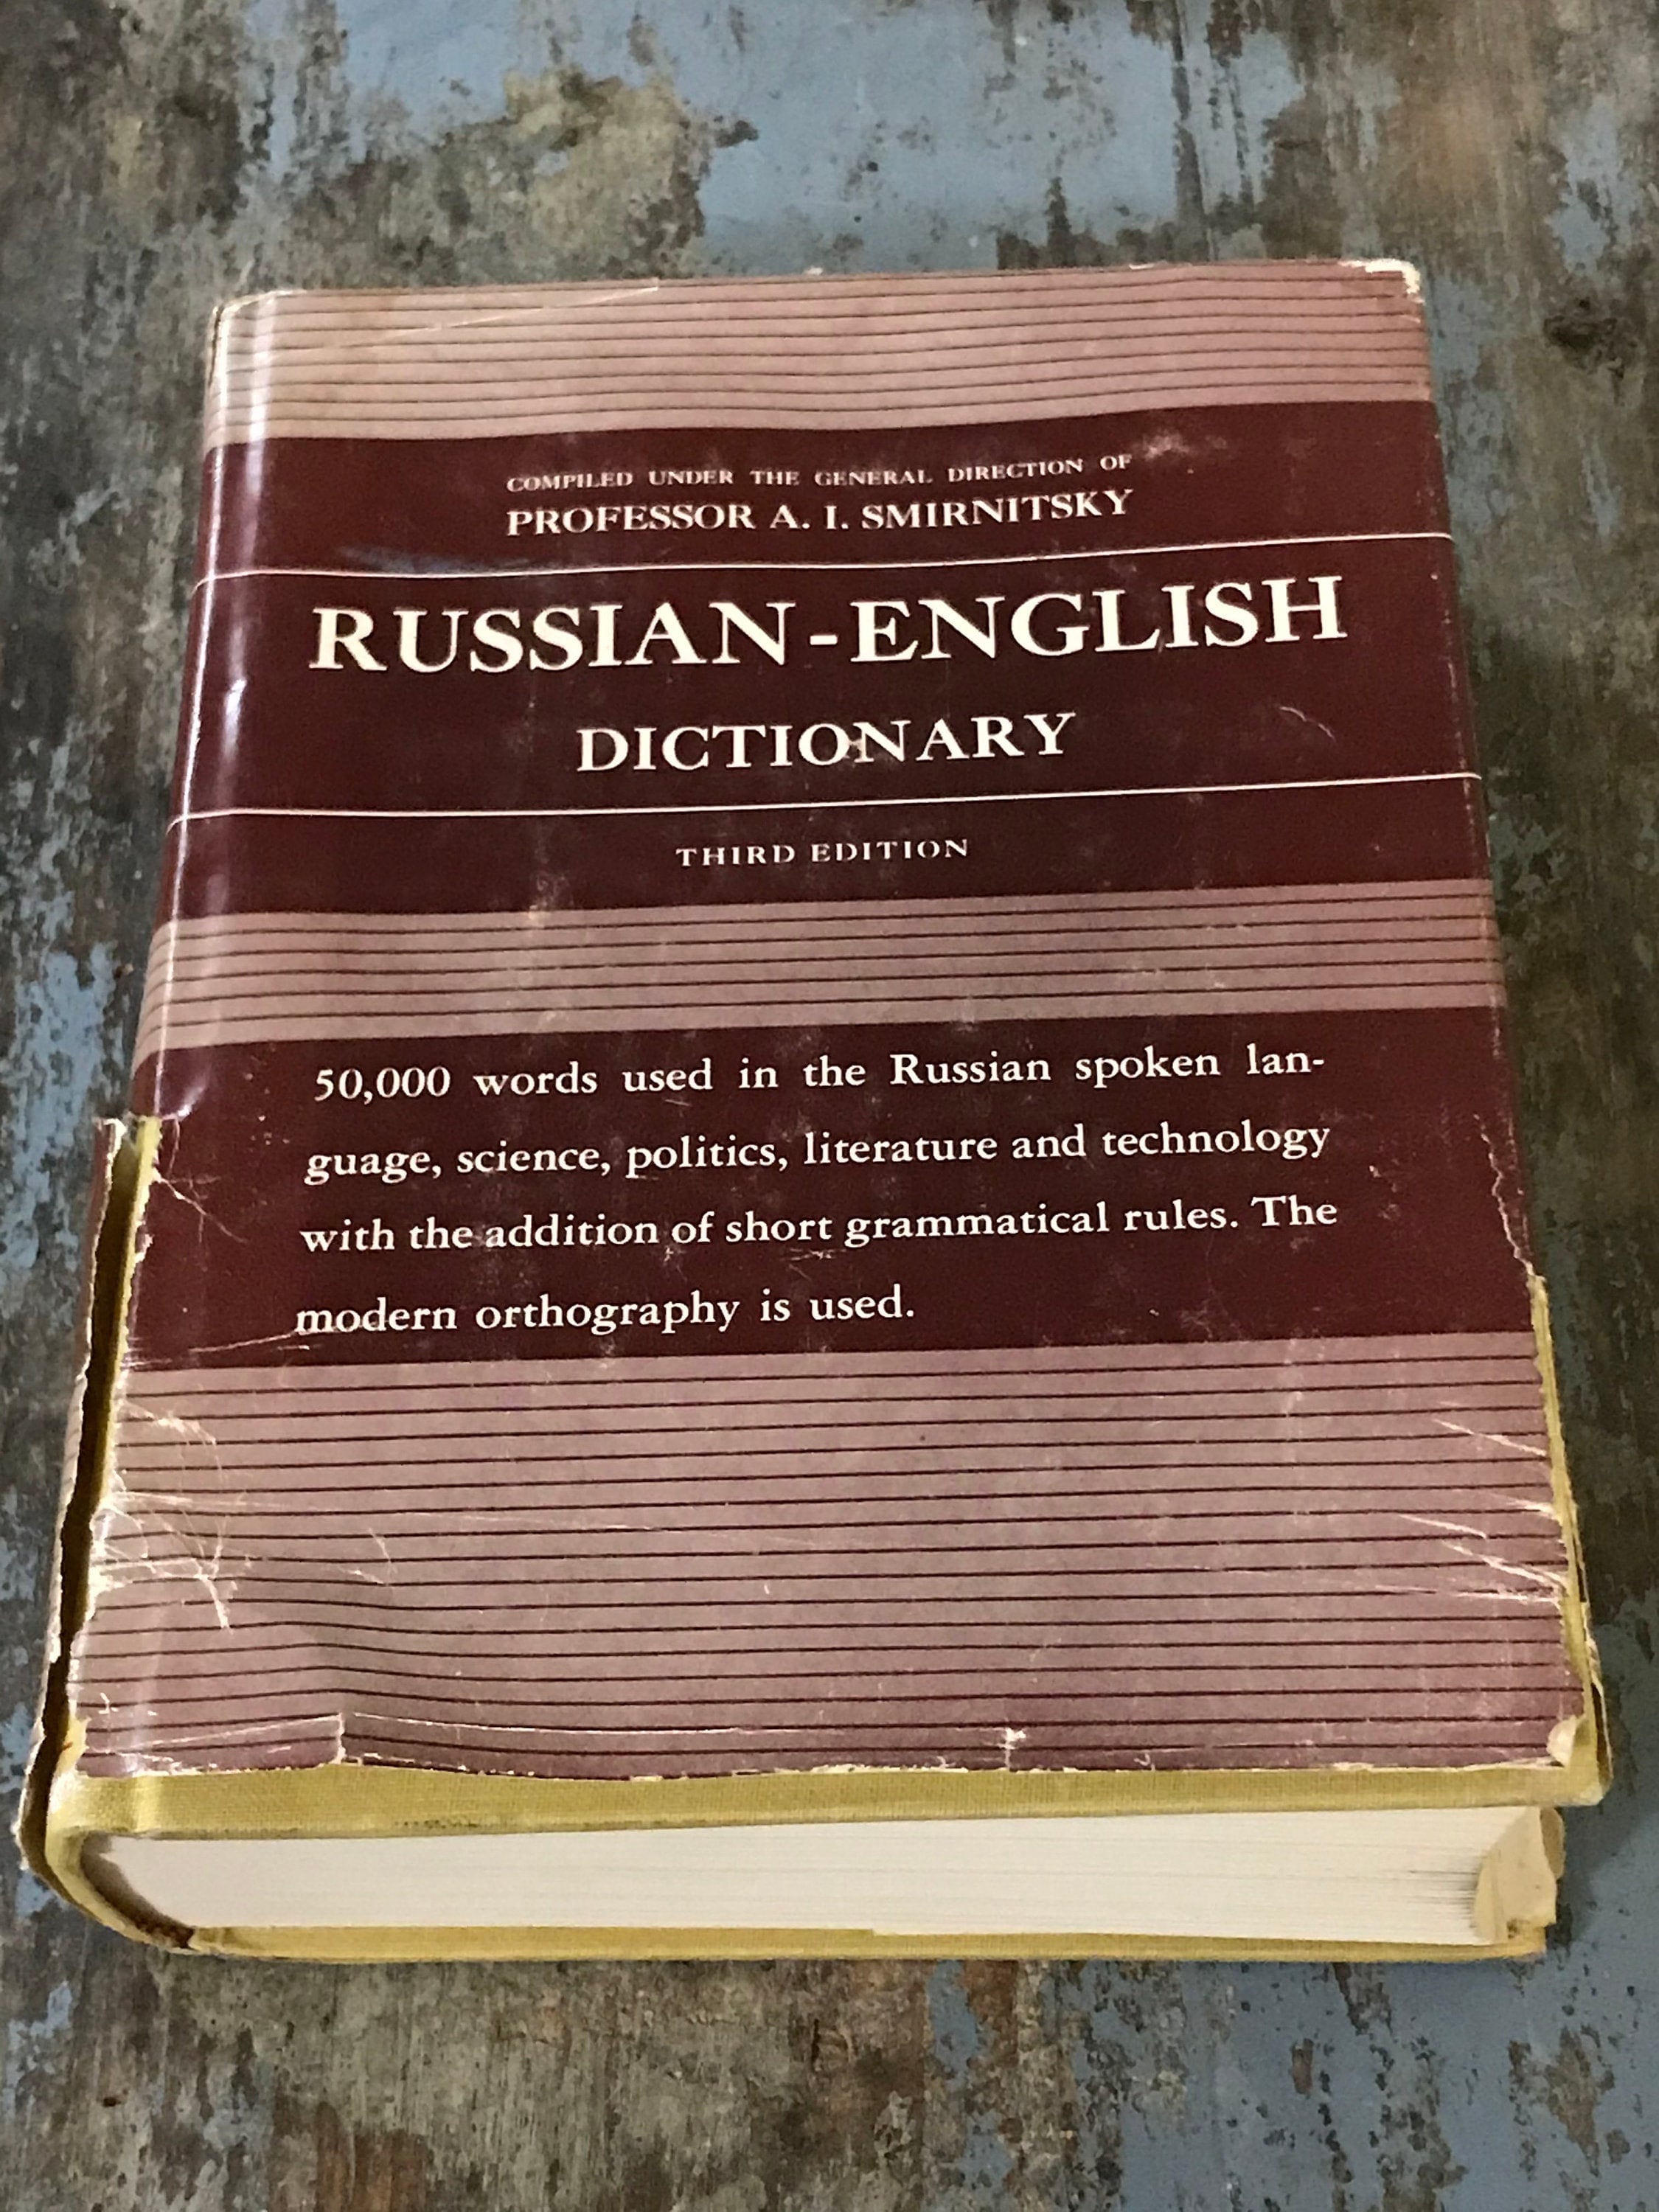 COMPILED UNDER THE GENERAL DIRECTION OF
PROFESSOR A. I. SMIRNITSKY
RUSSIAN-ENGLISH
DICTIONARY
THIRD EDITION
50,000 words used in the Russian spoken lan-
guage, science, politics, literature and technology
with the addition of short grammatical rules. The
modern orthography is used.